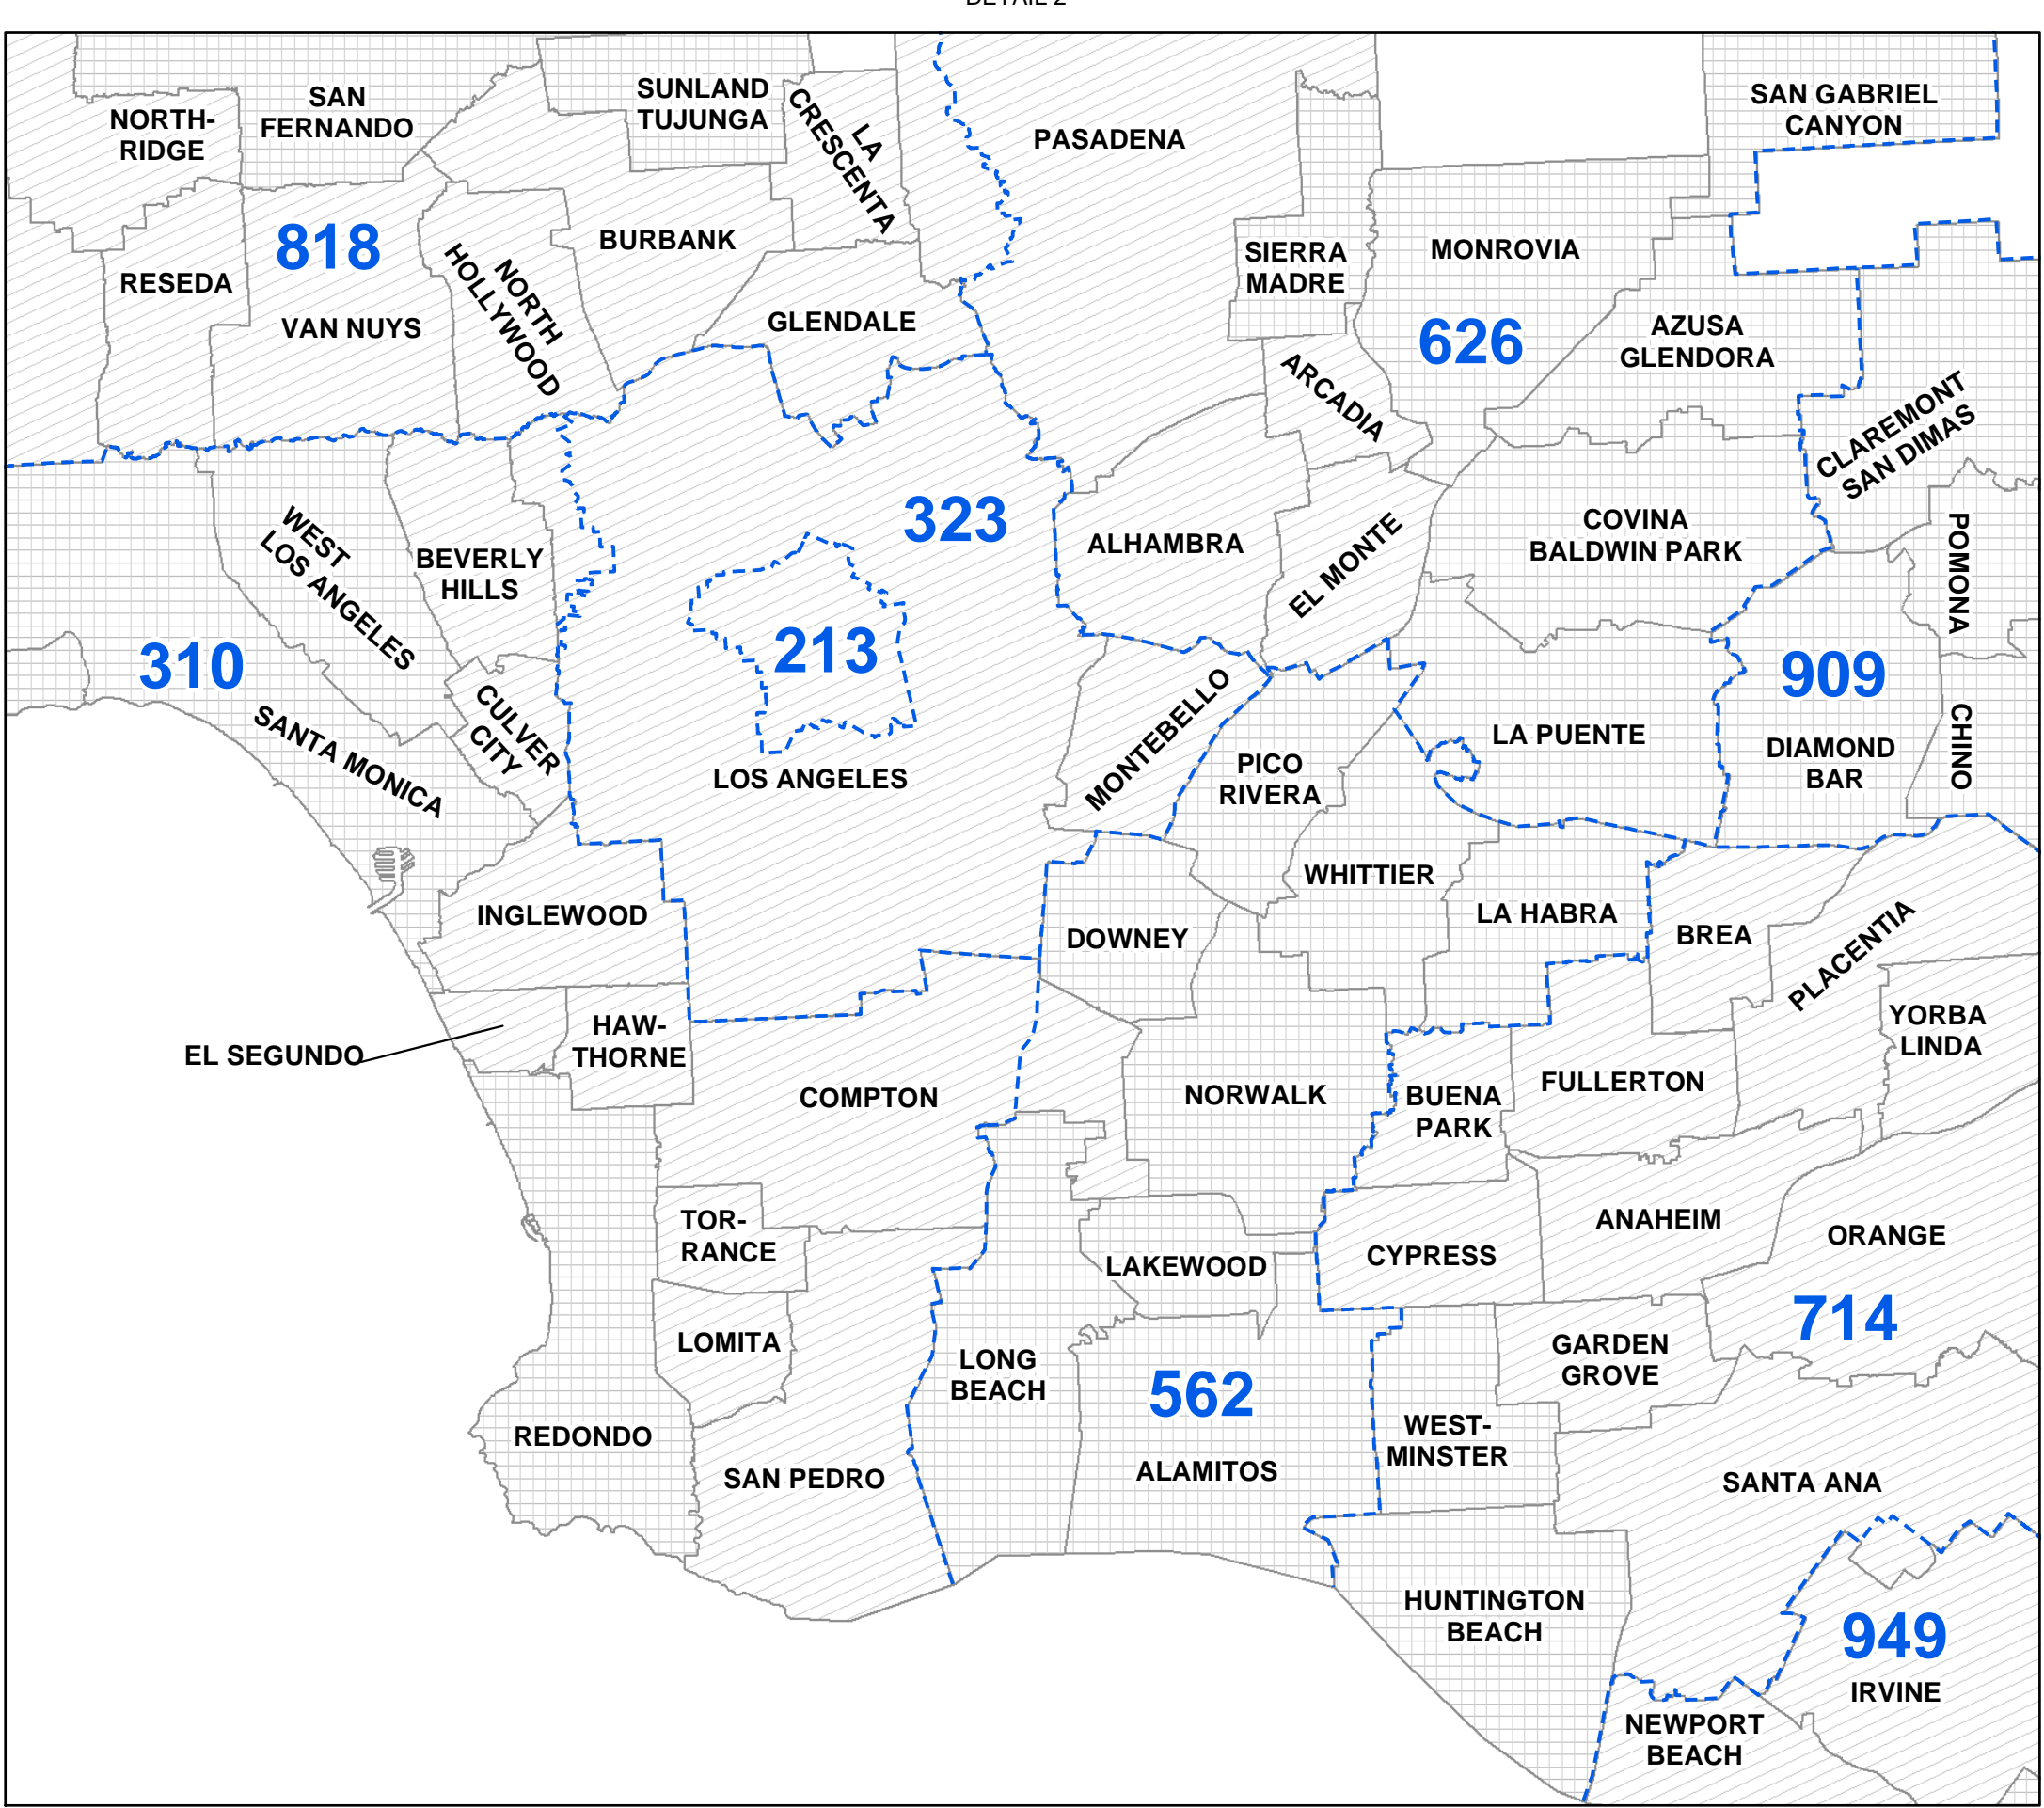 DETAIL 2
SAN GABRIEL
CANYON
SUNLAND
TUJUNGA
SAN
FERNANDO
NORTH-
RIDGE
LA
CRESCENTA
PASADENA
818
BURBANK
MONROVIA
SIERRA
MADRE
RESEDA
VAN NUYS
NORTH
HOLLYWOOD
GLENDALE
626
AZUSA
GLENDORA
ARCADIA
CLAREMONT
SAN DIMAS
323
WEST
LOS ANGELES
BEVERLY
HILLS
ALHAMBRA
EL MONTE
COVINA
BALDWIN PARK
POMONA
310
213
909
SANTA MONICA
CULVER
CITY
LOS ANGELES
MONTEBELLO
PICO
RIVERA
LA PUENTE
DIAMOND
BAR
CHINO
WHITTIER
INGLEWOOD
DOWNEY
LA HABRA
BREA
PLACENTIA
EL SEGUNDO
HAW-
THORNE
YORBA
LINDA
COMPTON
NORWALK
BUENA
PARK
FULLERTON
TOR-
RANCE
LAKEWOOD
CYPRESS
ANAHEIM
ORANGE
714
LOMITA
LONG
BEACH
562
GARDEN
GROVE
REDONDO
SAN PEDRO
ALAMITOS
WEST-
MINSTER
SANTA ANA
HUNTINGTON
BEACH
949
IRVINE
NEWPORT
BEACH